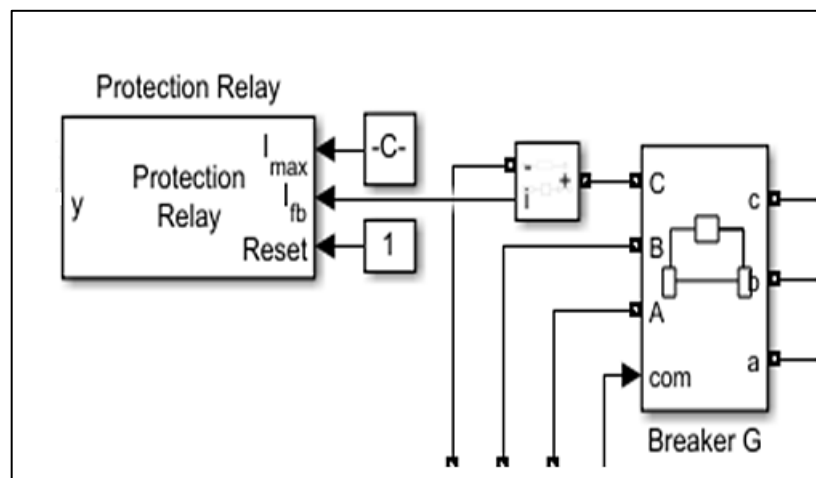 Protection Relay
I max
-C-
Protection
Relay
y
I fb
Reset
1
-
+
i
C
B
A
com
c
b
a
Breaker G